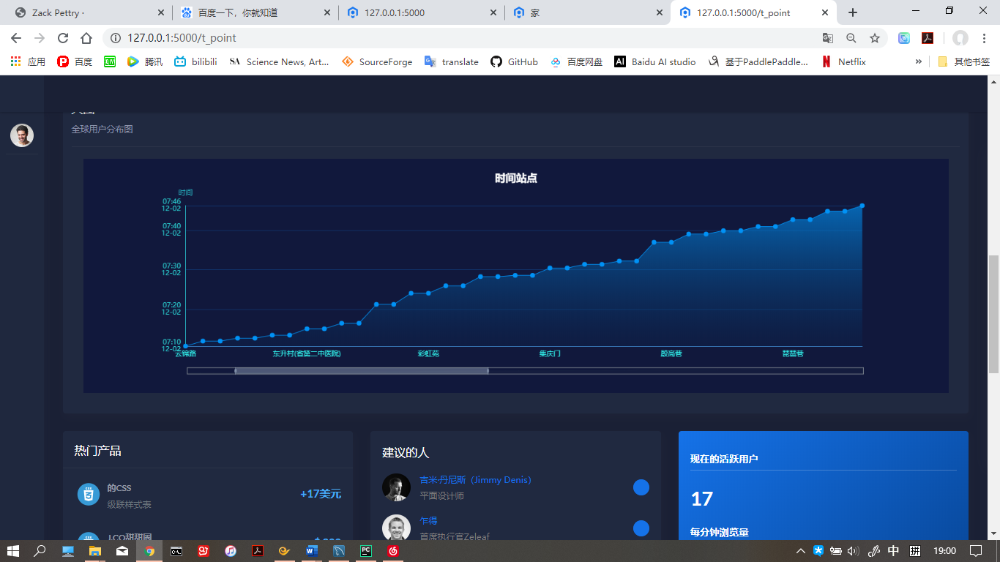 Zack Pettry ·
百度一下，你就知道
127.0.0.1:5000
家
127.0.0.1:5000/t_point
127.0.0.1:5000/t_point
应用
百度
腾讯
bilibili
SA
Science News, Art...
SourceForge
translate
GitHub
百度网盘
AI
Baidu AI studio
基于PaddlePaddle...
Netflix
其他书签
全球用户分布图
时间站点
时间
07:46
12-02
07:40
12-02
07:30
12-02
07:20
12-02
07:10
12-02
云锦路
东升村(省第二中医院)
彩虹苑
集庆门
殷高巷
琵琶巷
热门产品
建议的人
现在的活跃用户
的CSS
级联样式表
+17美元
吉米·丹尼斯（Jimmy Denis）
平面设计师
17
乍得
首席执行官Zeleaf
每分钟浏览量
J.CO甜甜网
中
拼
19:00